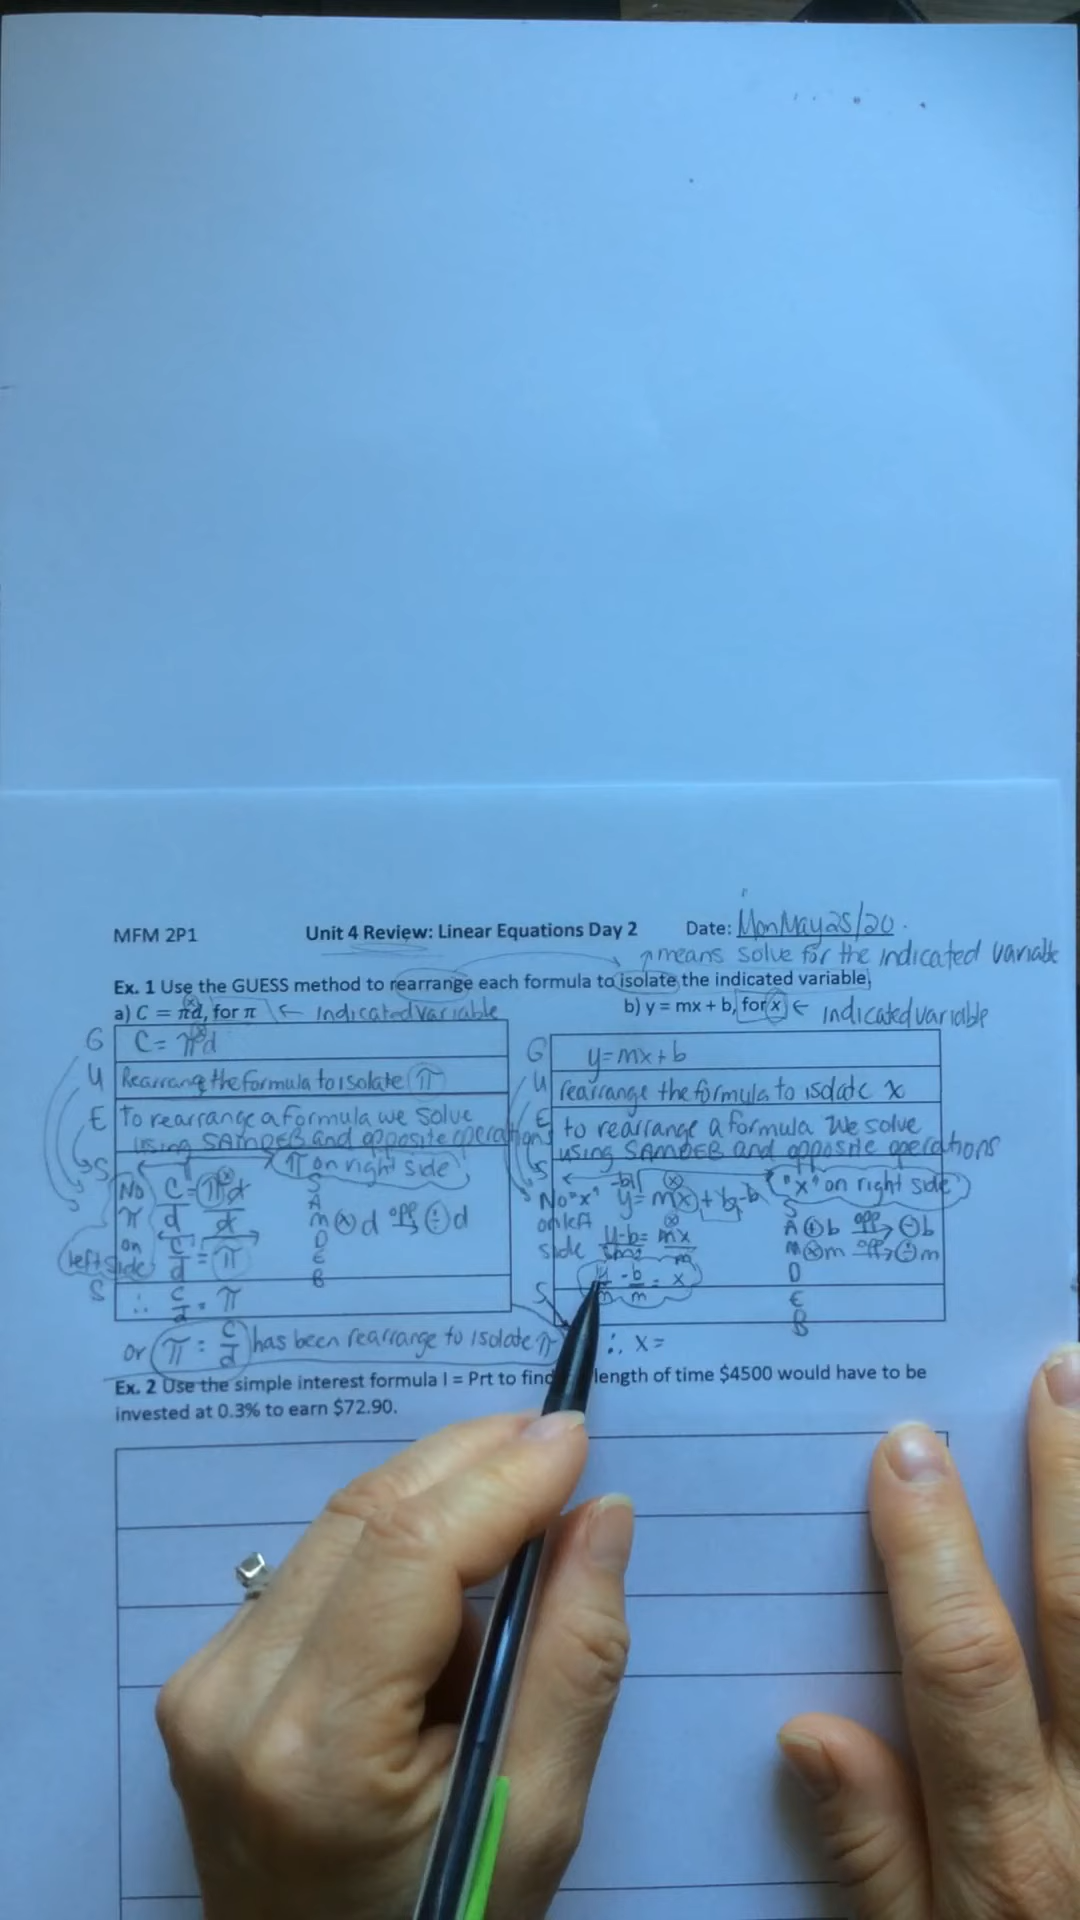 MFM 2P1 Unit 4 Review: Linear Equations Day 2 Date: Mon May 25/20.
means solve for the indicated variable
Ex. 1 Use the GUESS method to rearrange each formula to isolate the indicated variable.
a) C = πd, for π ← Indicated variable
b) y = mx + b, for x ← indicated variable
G C = πd
U Rearrange the formula to isolate π
E To rearrange a formula we solve
using SAMDEB and opposite operations
S π on right side
No π on left side
C = πd
d d
C/d = π
S
A
M ⊗ d opp→ ÷ d
D
E
B
S ∴ C/d = π
or π = C/d has been rearrange to isolate π
G y = mx + b
U rearrange the formula to isolate x
E to rearrange a formula we solve
using SAMDEB and opposite operations
S "x" on right side
No "x" on left side
-b y = mx + b - b
y - b = mx
m
y/m - b/m = x
S
A ⊕ b opp→ ⊖ b
M ⊗ m opp→ ÷ m
D
E
B
S ∴ x =
Ex. 2 Use the simple interest formula I = Prt to find length of time $4500 would have to be
invested at 0.3% to earn $72.90.